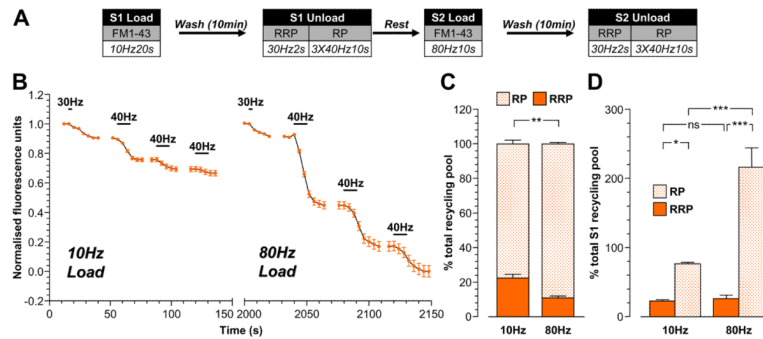 A
S1 Load
FM1-43
10Hz20s
Wash (10min)
S1 Unload
RRP RP
30Hz2s 3X40Hz10s
Rest
S2 Load
FM1-43
80Hz10s
Wash (10min)
S2 Unload
RRP RP
30Hz2s 3X40Hz10s
B
Normalised fluorescence units
1.2
1.0
0.8
0.6
0.4
0.2
0.0
-0.2
30Hz
40Hz
40Hz
40Hz
10Hz
Load
30Hz
40Hz
40Hz
40Hz
80Hz
Load
0 50 100 150 2000 2050 2100 2150
Time (s)
C
RP RRP
% total recycling pool
120
100
80
60
40
20
0
**
10Hz 80Hz
D
% total S1 recycling pool
300
200
100
0
***
ns ***
*
RP
RRP
10Hz 80Hz